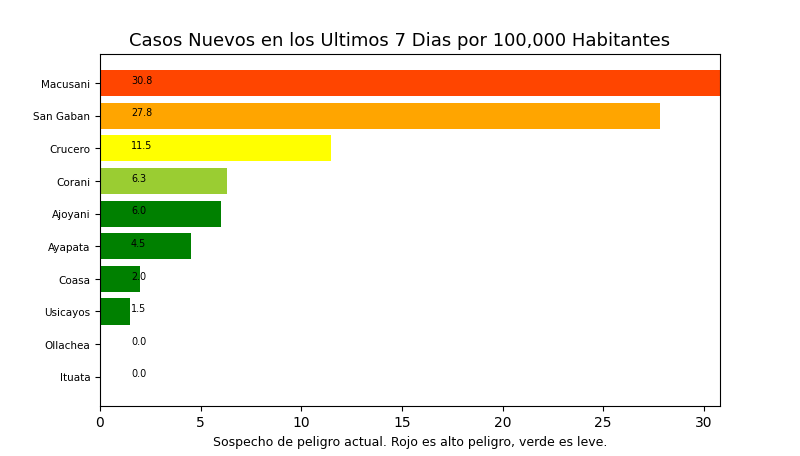 Casos Nuevos en los Ultimos 7 Dias por 100,000 Habitantes
Macusani 30.8
San Gaban 27.8
Crucero 11.5
Corani 6.3
Ajoyani 6.0
Ayapata 4.5
Coasa 2.0
Usicayos 1.5
Ollachea 0.0
Ituata 0.0
0 5 10 15 20 25 30
Sospecho de peligro actual. Rojo es alto peligro, verde es leve.